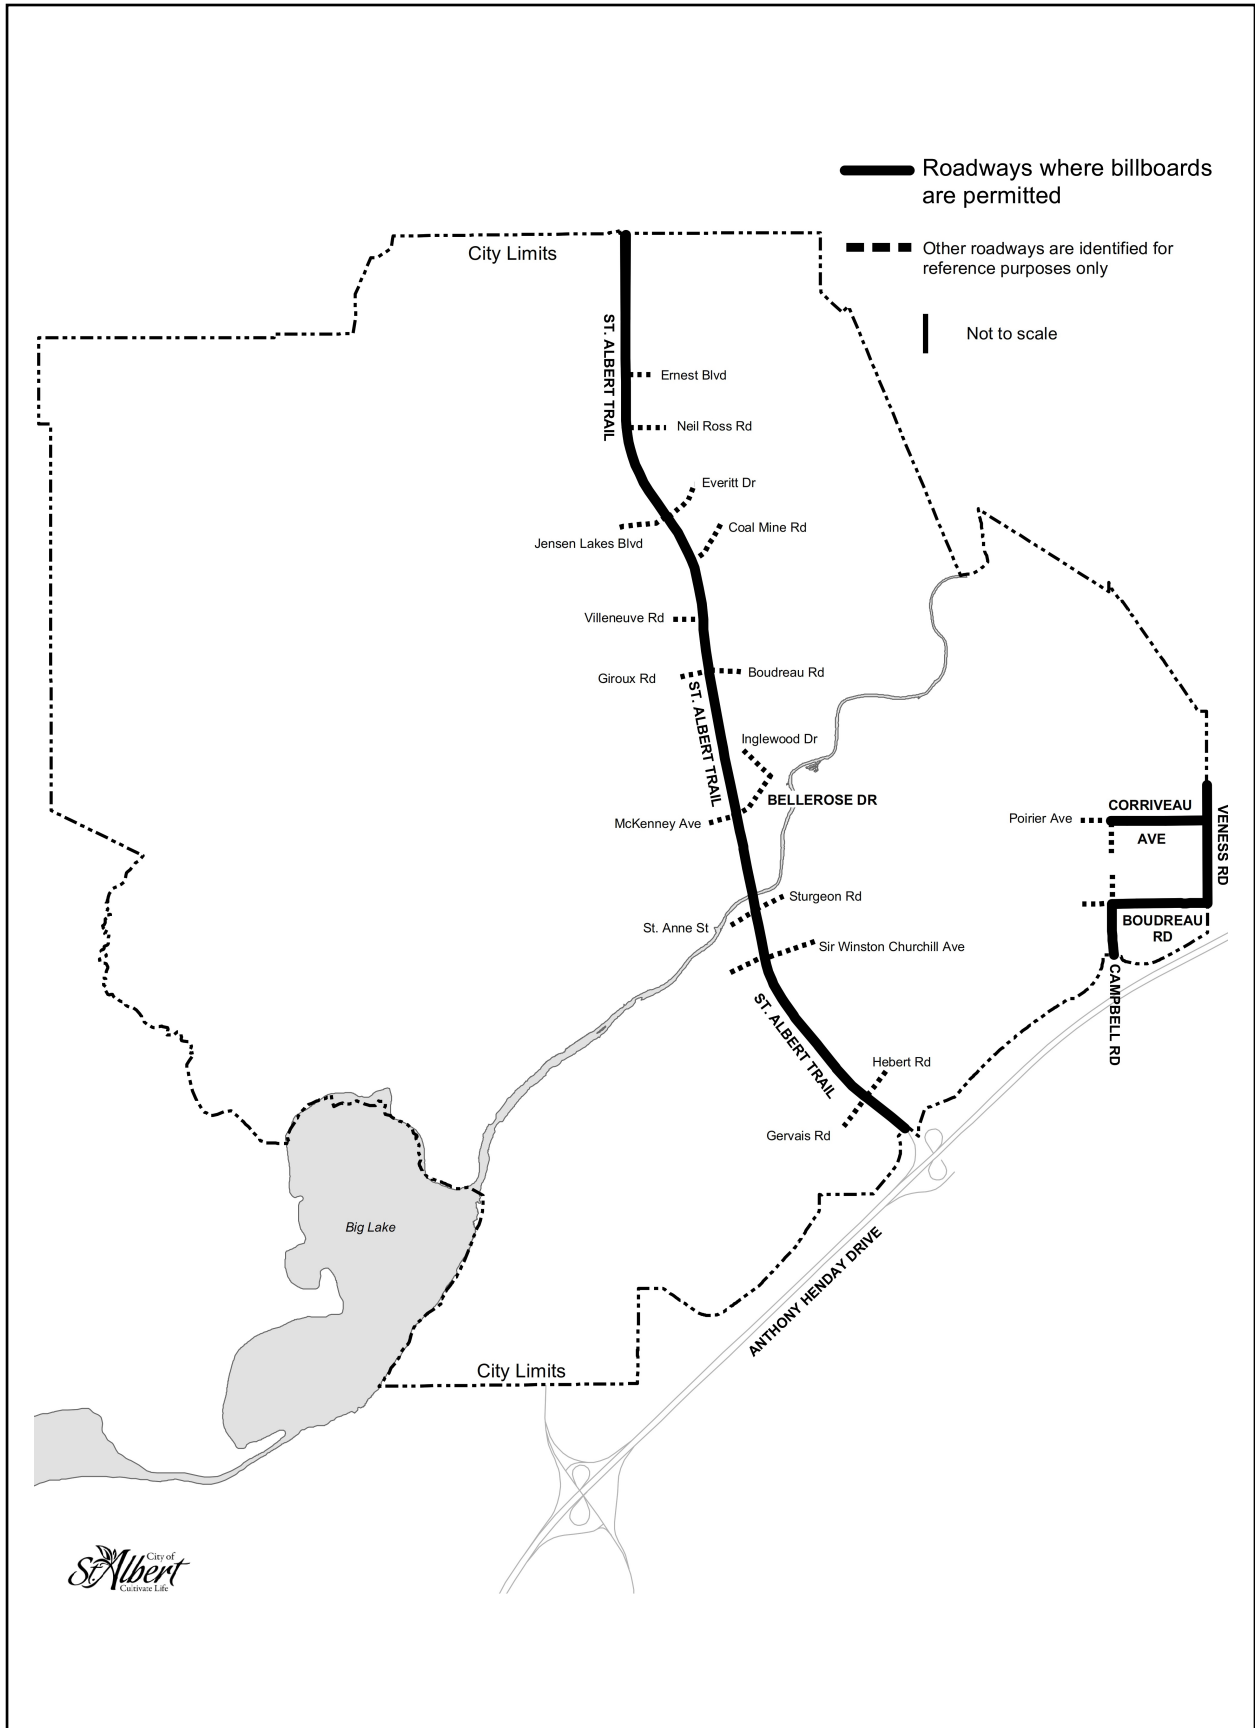 Roadways where billboards
are permitted
Other roadways are identified for
reference purposes only
Not to scale
City Limits
ST. ALBERT TRAIL
Ernest Blvd
Neil Ross Rd
Everitt Dr
Coal Mine Rd
Jensen Lakes Blvd
Villeneuve Rd
Giroux Rd
Boudreau Rd
ST. ALBERT TRAIL
Inglewood Dr
BELLEROSE DR
McKenney Ave
Poirier Ave
CORRIVEAU
AVE
VENESS RD
Sturgeon Rd
St. Anne St
BOUDREAU
RD
Sir Winston Churchill Ave
CAMPBELL RD
ST. ALBERT TRAIL
Hebert Rd
Gervais Rd
Big Lake
ANTHONY HENDAY DRIVE
City Limits
City of
St. Albert
Cultivate Life